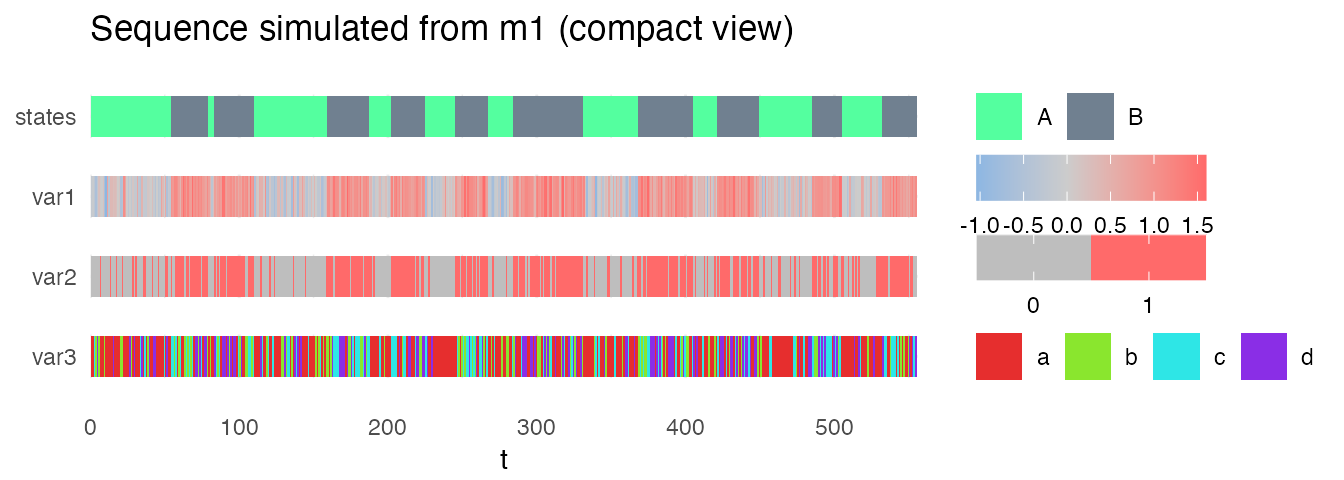 Sequence simulated from m1 (compact view)
states
A B
var1
-1.0 -0.5 0.0 0.5 1.0 1.5
var2
0 1
var3
a b c d
0 100 200 300 400 500
t